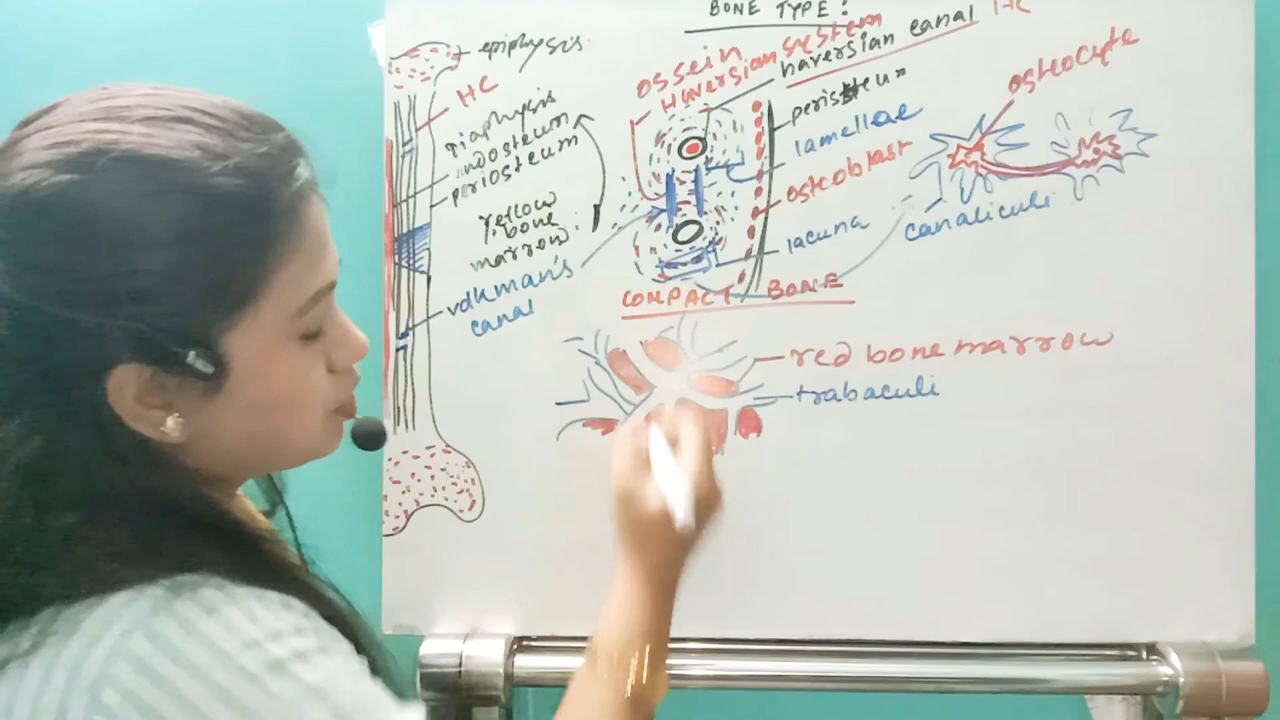 BONE TYPE:
epiphysis
HC
diaphysis
indosteum
periosteum
yellow
bone
marrow:
volkman's
canal
ossein
Haversian system
haversian canal
HC
peristeum
lamellae
osteoblast
lacuna
COMPACT BONE
osteocyte
canaliculi
red bone marrow
trabaculi